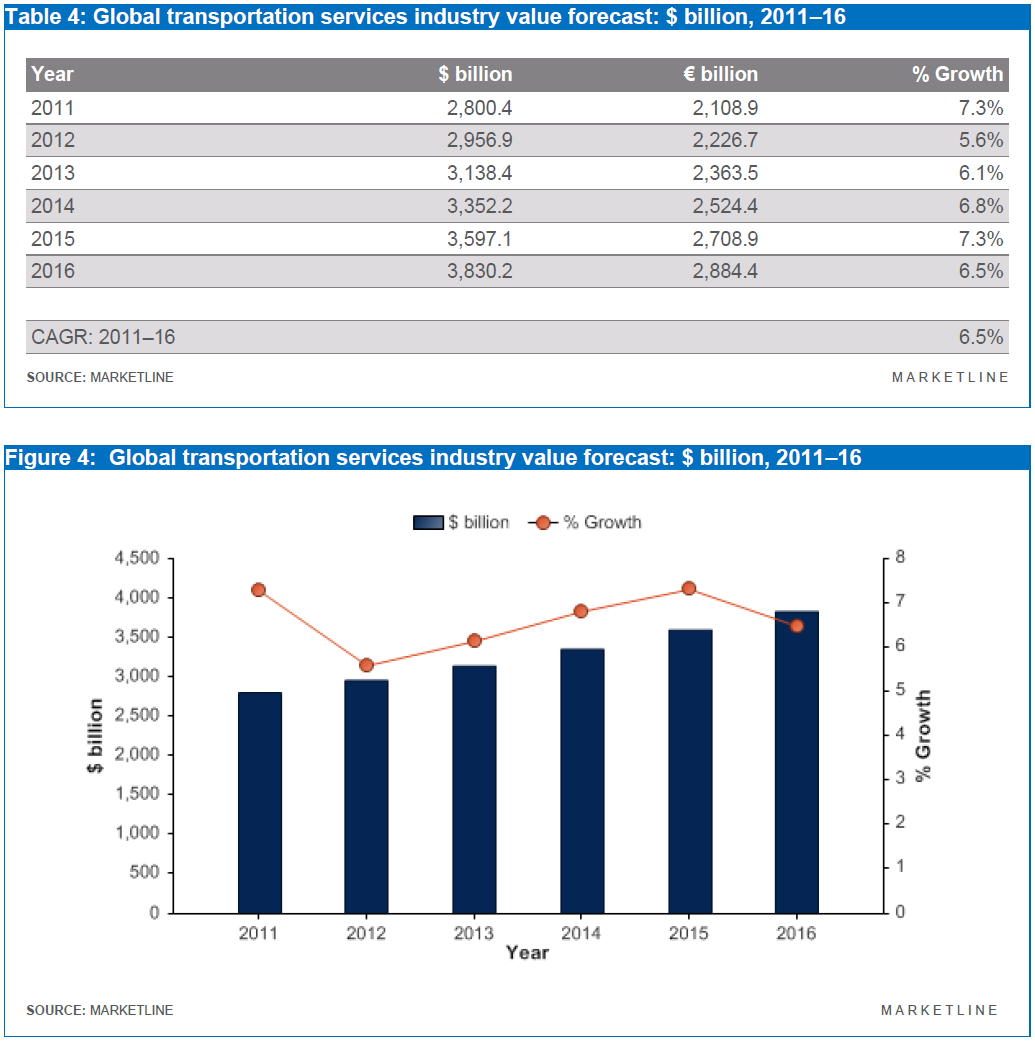 Table 4: Global transportation services industry value forecast: $ billion, 2011–16
Year $ billion € billion % Growth
2011 2,800.4 2,108.9 7.3%
2012 2,956.9 2,226.7 5.6%
2013 3,138.4 2,363.5 6.1%
2014 3,352.2 2,524.4 6.8%
2015 3,597.1 2,708.9 7.3%
2016 3,830.2 2,884.4 6.5%
CAGR: 2011–16 6.5%
SOURCE: MARKETLINE MARKETLINE
Figure 4: Global transportation services industry value forecast: $ billion, 2011–16
$ billion % Growth
4,500 8
4,000 7
3,500 6
3,000 5
2,500 4
2,000 3
1,500 2
1,000 1
500 0
0
$ billion
% Growth
2011 2012 2013 2014 2015 2016
Year
SOURCE: MARKETLINE MARKETLINE